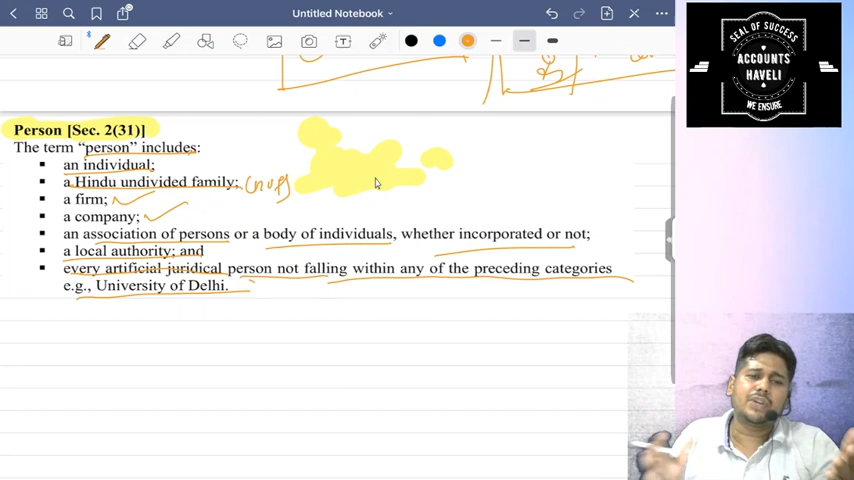 Untitled Notebook
SEAL OF SUCCESS
ACCOUNTS
HAVELI
WE ENSURE
Person [Sec. 2(31)]
The term “person” includes:
▪ an individual;
▪ a Hindu undivided family; (HUF)
▪ a firm;
▪ a company;
▪ an association of persons or a body of individuals, whether incorporated or not;
▪ a local authority; and
▪ every artificial juridical person not falling within any of the preceding categories
e.g., University of Delhi.